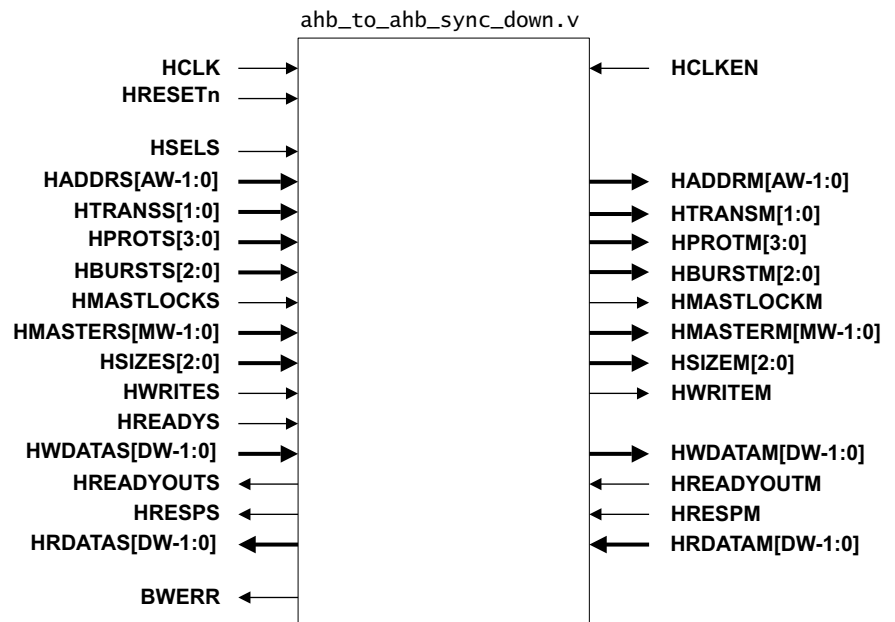 ahb_to_ahb_sync_down.v
HCLK
HCLKEN
HRESETn
HSELS
HADDRS[AW-1:0]
HADDRM[AW-1:0]
HTRANSS[1:0]
HTRANSM[1:0]
HPROTS[3:0]
HPROTM[3:0]
HBURSTS[2:0]
HBURSTM[2:0]
HMASTLOCKS
HMASTLOCKM
HMASTERS[MW-1:0]
HMASTERM[MW-1:0]
HSIZES[2:0]
HSIZEM[2:0]
HWRITES
HWRITEM
HREADYS
HWDATAS[DW-1:0]
HWDATAM[DW-1:0]
HREADYOUTS
HREADYOUTM
HRESPS
HRESPM
HRDATAS[DW-1:0]
HRDATAM[DW-1:0]
BWERR